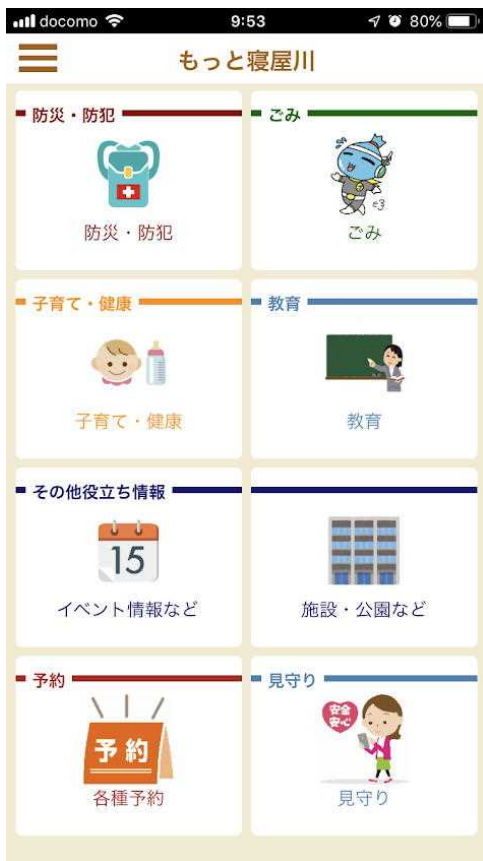 docomo 9:53 80%
もっと寝屋川
防災・防犯
防災・防犯
ごみ
ごみ
子育て・健康
子育て・健康
教育
教育
その他役立ち情報
15
イベント情報など
施設・公園など
予約
予約
各種予約
見守り
安全
安心
見守り